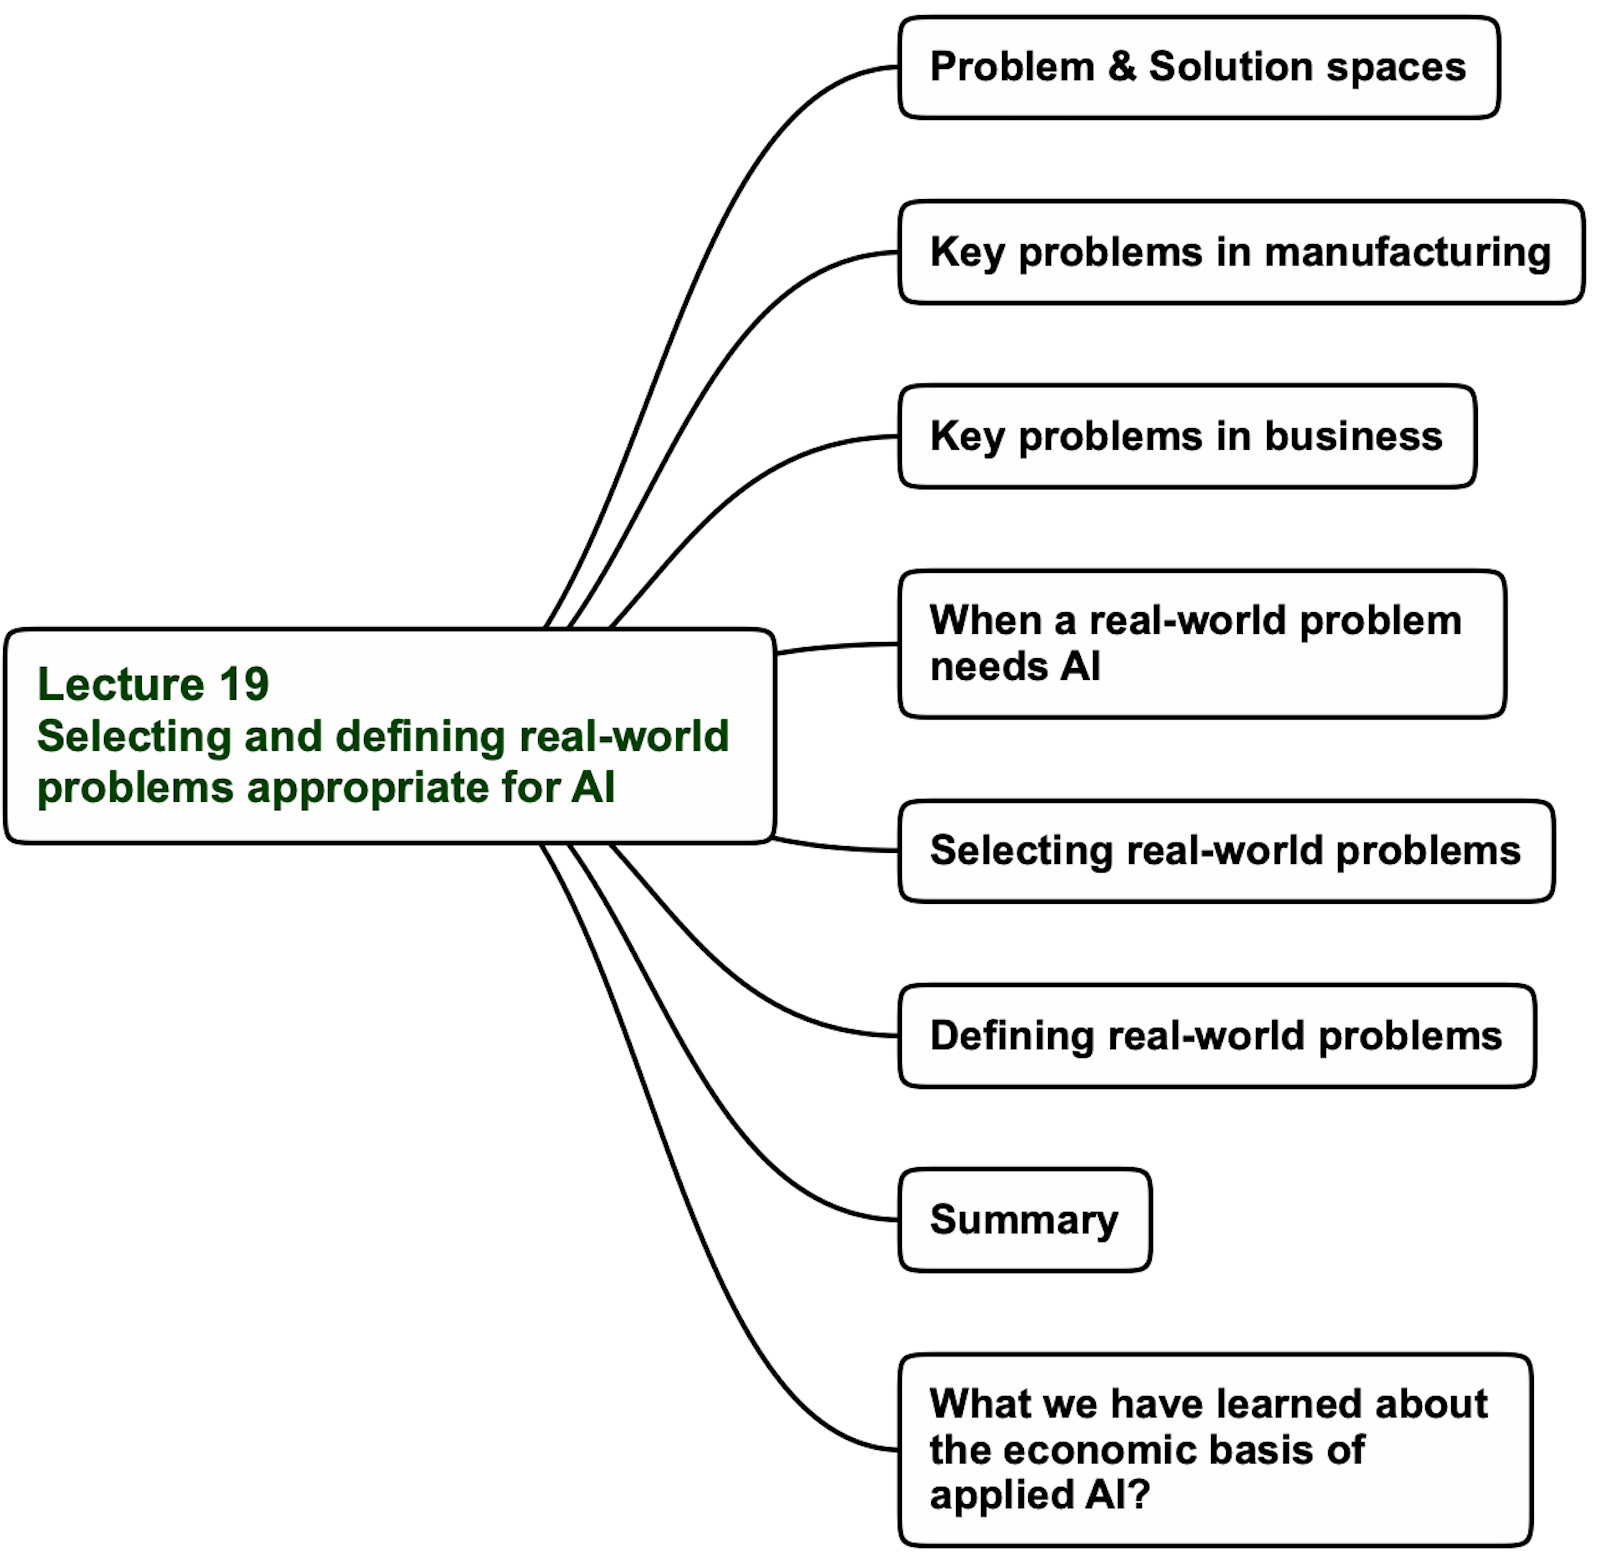 Problem & Solution spaces
Key problems in manufacturing
Key problems in business
When a real-world problem
needs AI
Lecture 19
Selecting and defining real-world
problems appropriate for AI
Selecting real-world problems
Defining real-world problems
Summary
What we have learned about
the economic basis of
applied AI?